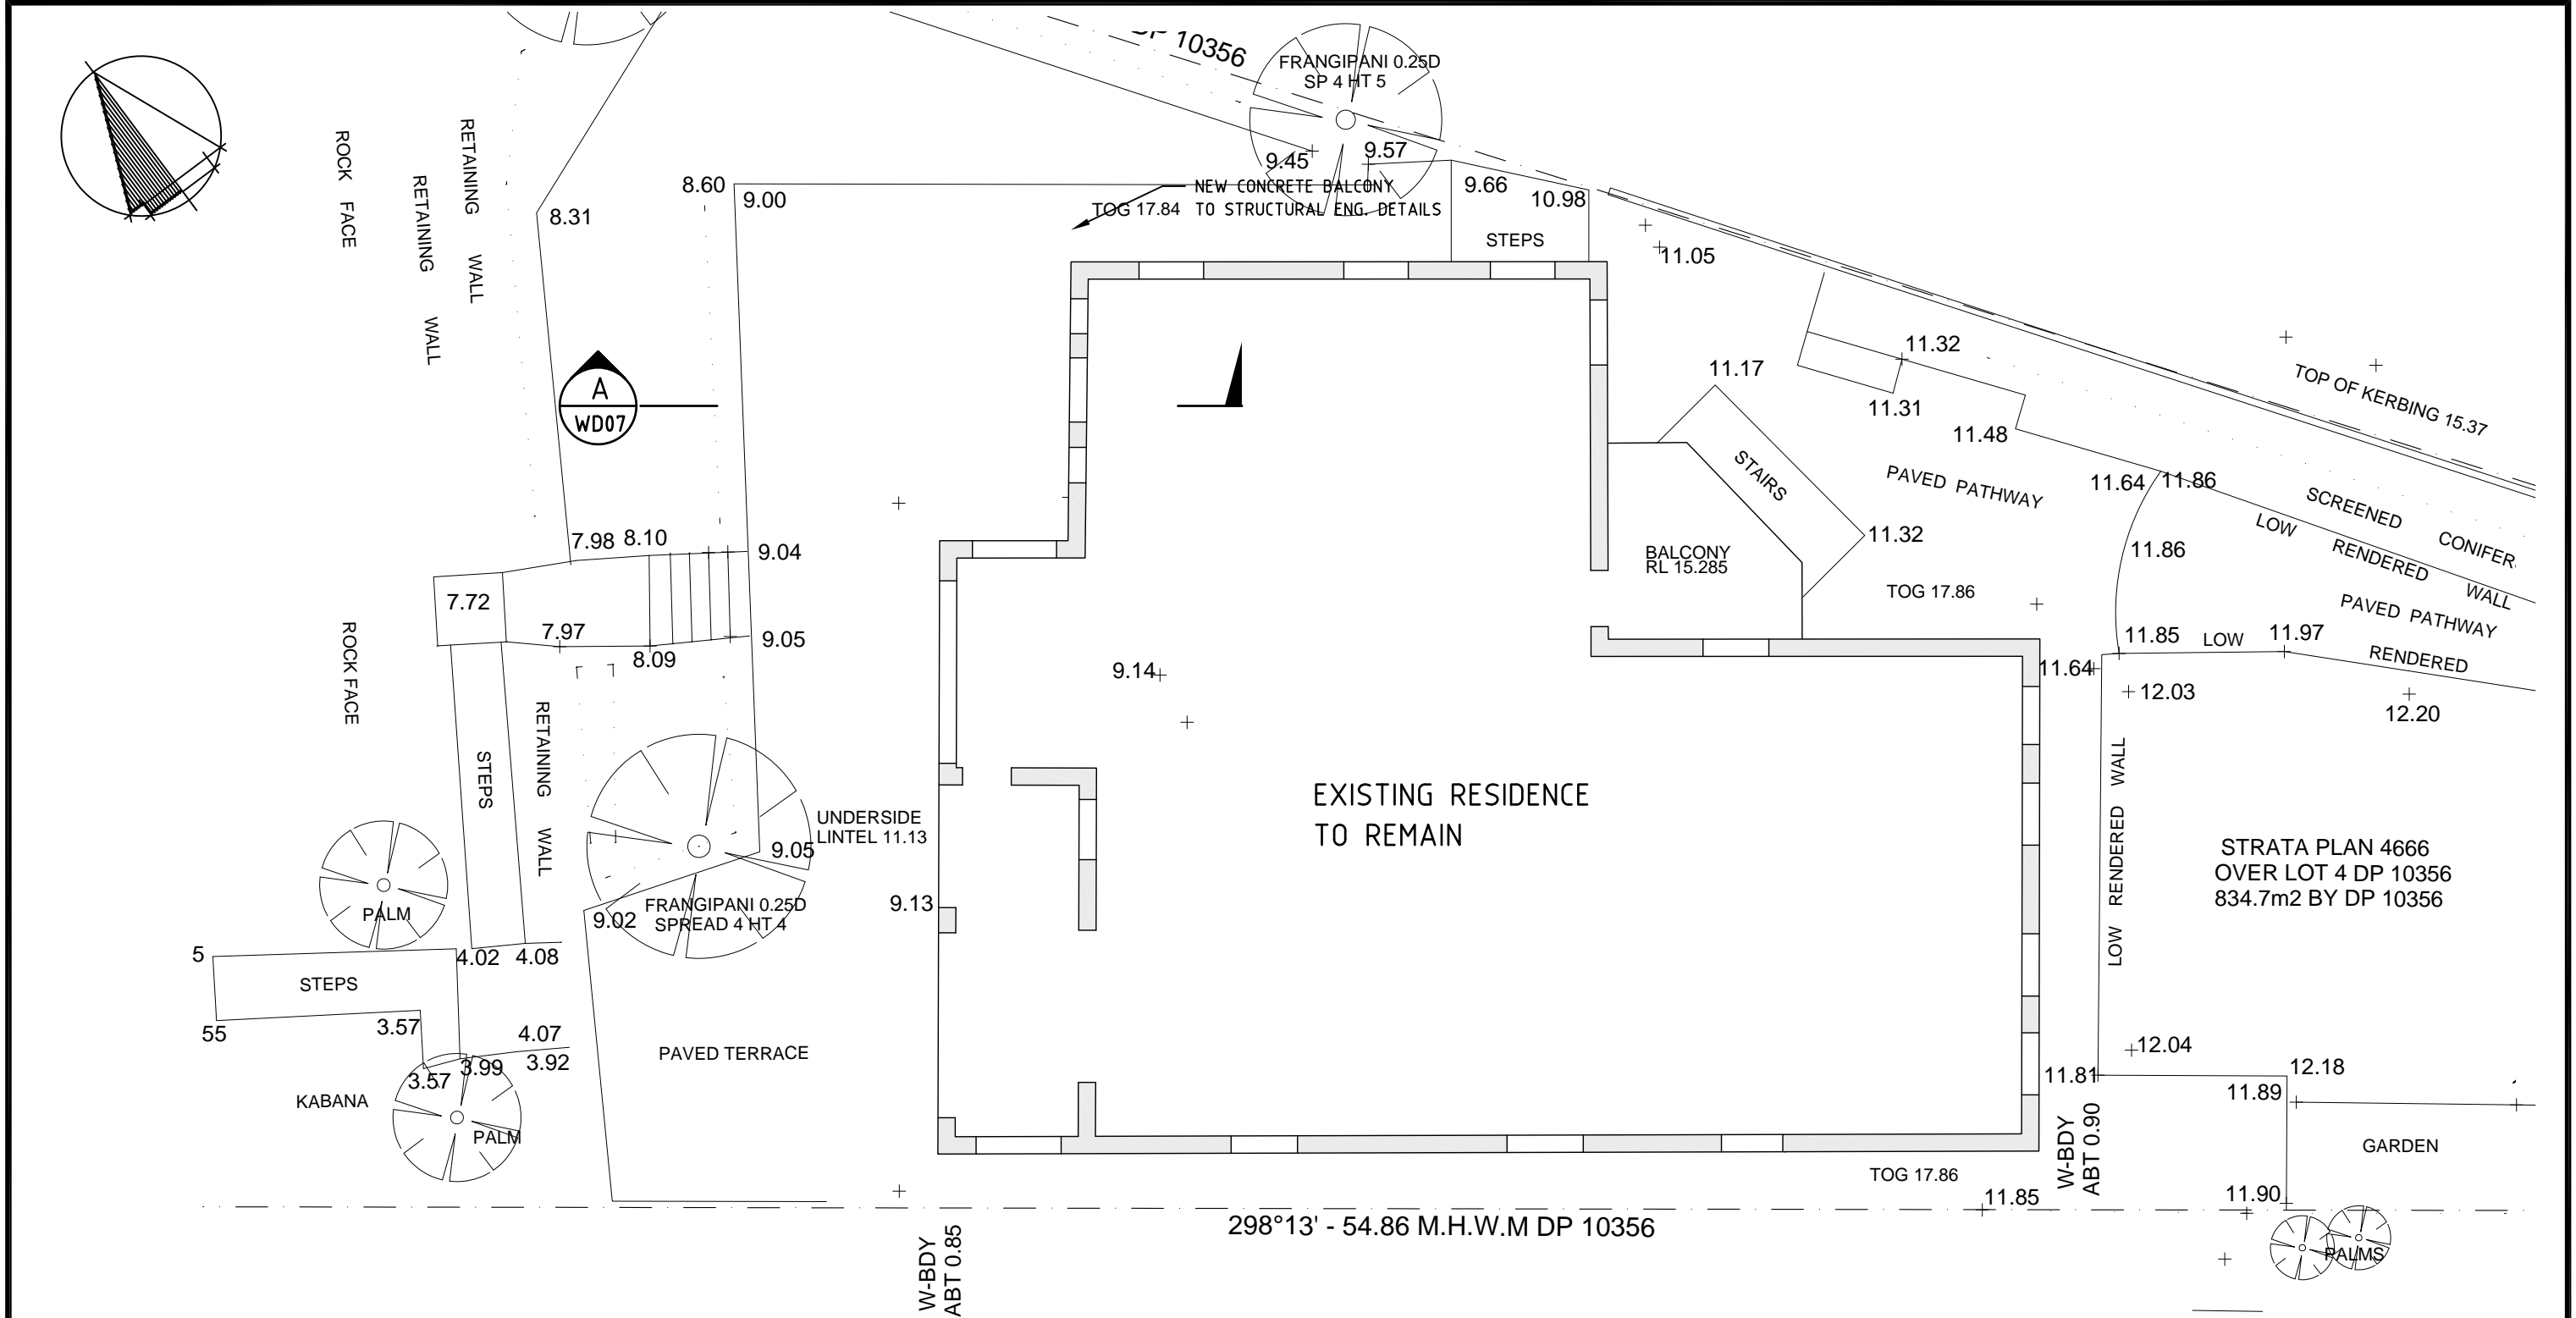 DP 10356
FRANGIPANI 0.25D
SP 4 HT 5
9.45
9.57
8.60
9.00
NEW CONCRETE BALCONY
TO STRUCTURAL ENG. DETAILS
TOG 17.84
9.66
10.98
STEPS
8.31
ROCK FACE
RETAINING WALL
RETAINING WALL
11.05
TOP OF KERBING 15.37
11.32
11.17
11.31
11.48
A
WD07
STAIRS
PAVED PATHWAY
11.64
11.86
SCREENED CONIFER
LOW RENDERED WALL
11.86
PAVED PATHWAY
7.98
8.10
9.04
11.32
BALCONY
RL 15.285
TOG 17.86
7.72
7.97
8.09
9.05
11.85
LOW
11.97
RENDERED
11.64
12.03
12.20
9.14
ROCK FACE
STEPS
RETAINING WALL
EXISTING RESIDENCE
TO REMAIN
UNDERSIDE
LINTEL 11.13
9.05
9.13
9.02
FRANGIPANI 0.25D
SPREAD 4 HT 4
LOW RENDERED WALL
STRATA PLAN 4666
OVER LOT 4 DP 10356
834.7m2 BY DP 10356
PALM
5
4.02
4.08
STEPS
55
3.57
4.07
3.92
3.99
3.57
KABANA
PALM
PAVED TERRACE
12.04
11.81
12.18
11.89
GARDEN
W-BDY
ABT 0.90
TOG 17.86
11.85
11.90
298°13' - 54.86 M.H.W.M DP 10356
W-BDY
ABT 0.85
PALMS